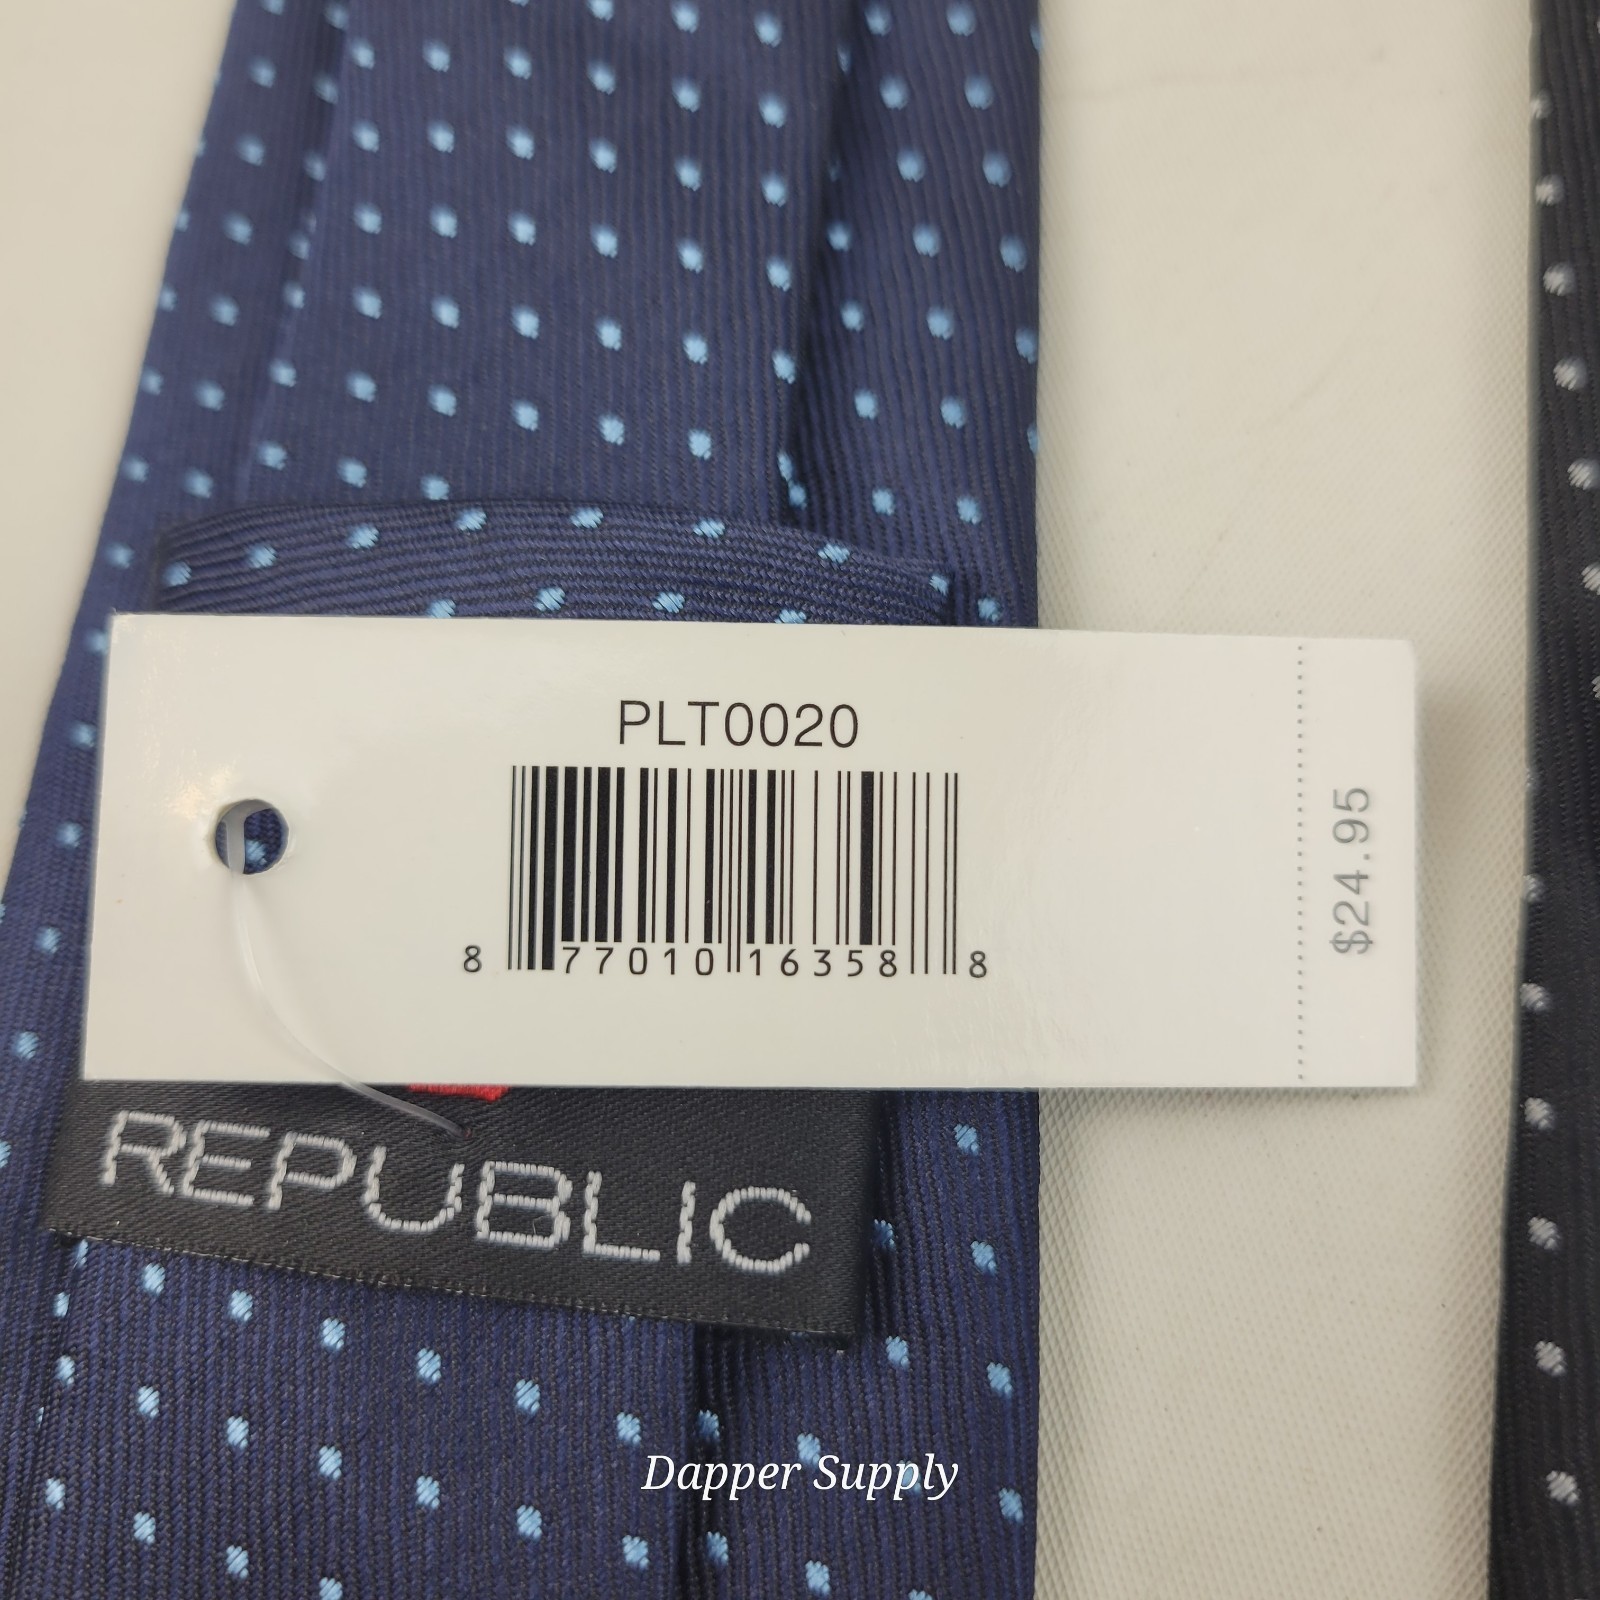 PLT0020
8 77010 16358 8
$24.95
REPUBLIC
Dapper Supply